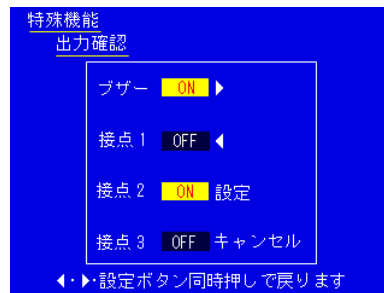 特殊機能
出力確認
ブザー ON ▶
接点1 OFF ◀
接点2 ON 設定
接点3 OFF キャンセル
◀・▶・設定ボタン同時押しで戻ります